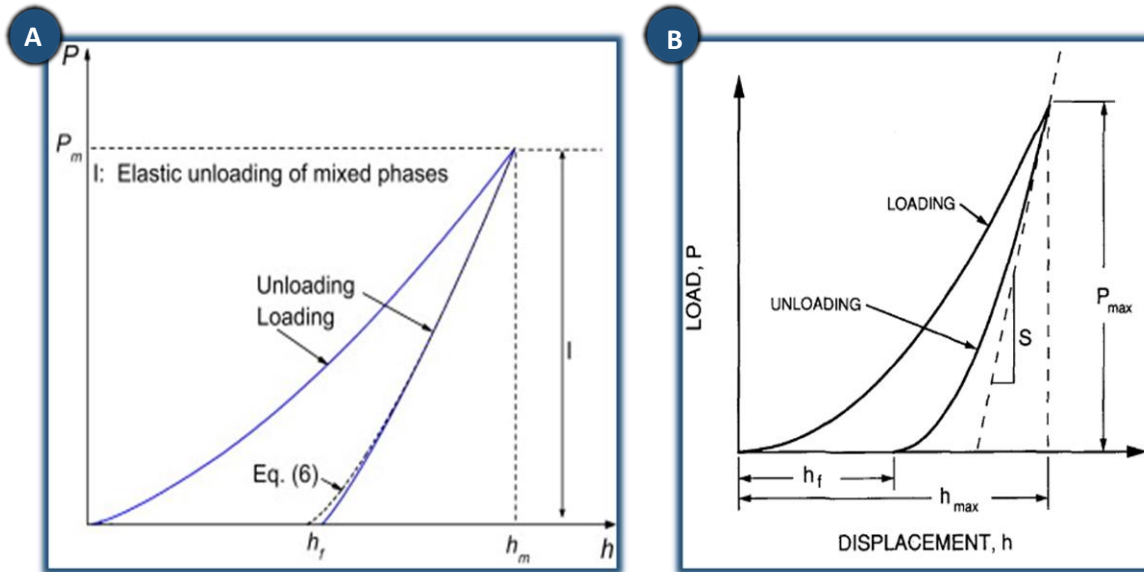 A
P
P_m
I: Elastic unloading of mixed phases
Unloading
Loading
I
Eq. (6)
h_f
h_m
h
B
LOADING
LOAD, P
UNLOADING
P_max
S
h_f
h_max
DISPLACEMENT, h